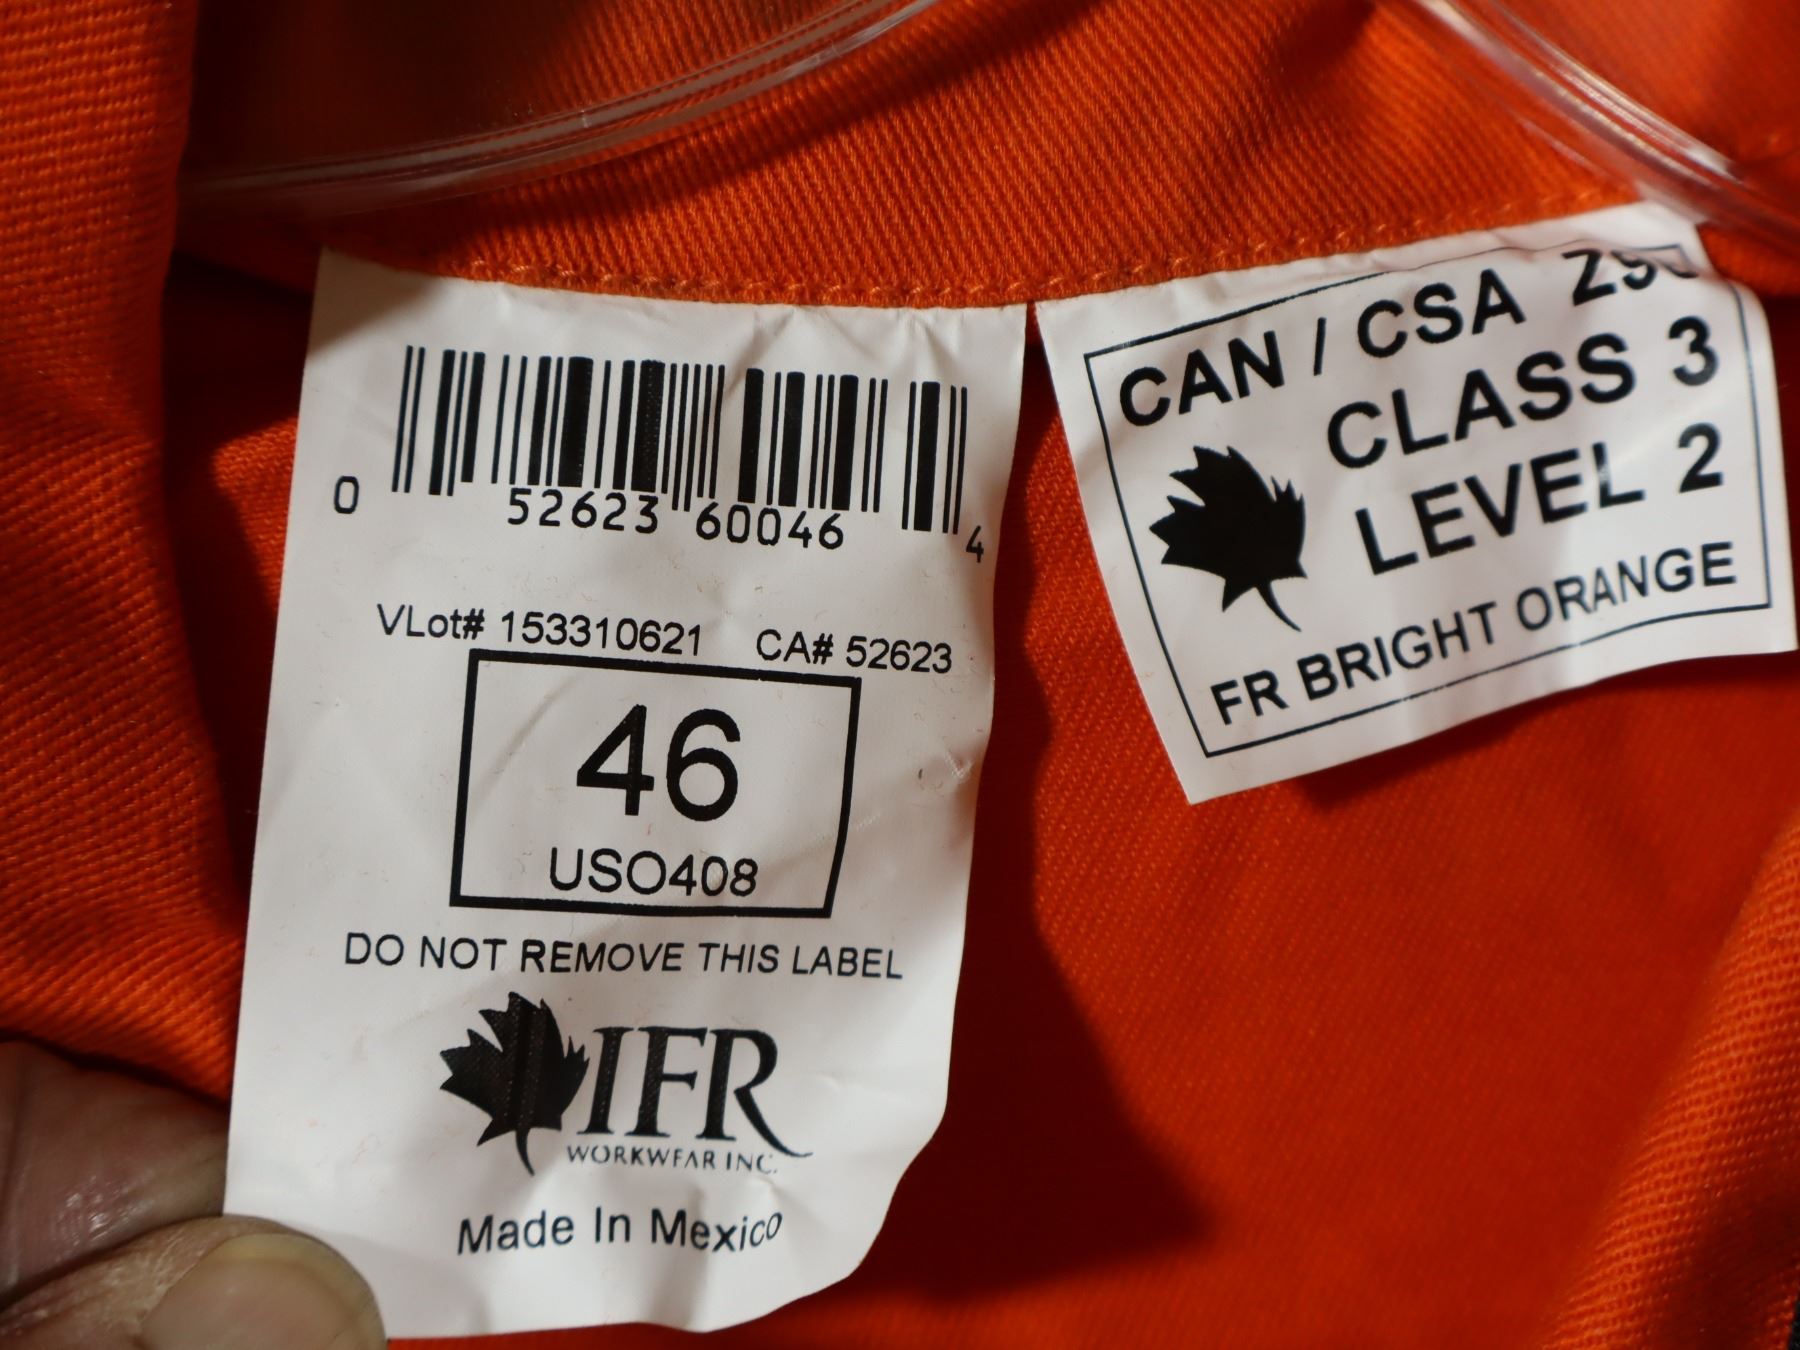 0 52623 60046 4
VLot# 153310621 CA# 52623
46
USO408
DO NOT REMOVE THIS LABEL
IFR
WORKWEAR INC.
Made In Mexico
CAN / CSA
CLASS 3
LEVEL 2
FR BRIGHT ORANGE